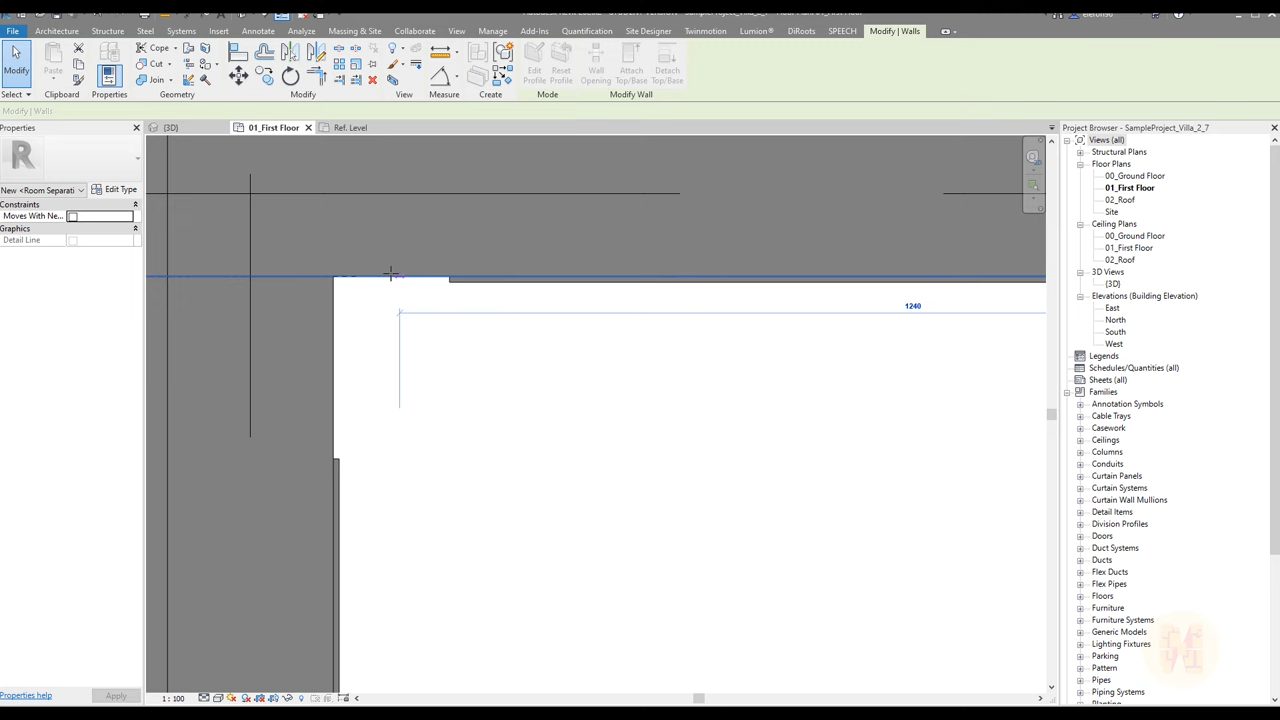 File Architecture Structure Steel Systems Insert Annotate Analyze Massing & Site Collaborate View Manage Add-Ins Quantification Site Designer Twinmotion Lumion® DiRoots SPEECH Modify | Walls
Cope
Cut
Join
Modify
Paste
Properties
Edit Profile
Reset Profile
Wall Opening
Attach Top/Base
Detach Top/Base
Select
Clipboard
Geometry
Modify
View
Measure
Create
Mode
Modify Wall
Modify | Walls
Properties
{3D}
01_First Floor
Ref. Level
Project Browser - SampleProject_Villa_2_7
New <Room Separati
Edit Type
Constraints
Moves With Ne...
Graphics
Detail Line
1240
Views (all)
Structural Plans
Floor Plans
00_Ground Floor
01_First Floor
02_Roof
Site
Ceiling Plans
00_Ground Floor
01_First Floor
02_Roof
3D Views
{3D}
Elevations (Building Elevation)
East
North
South
West
Legends
Schedules/Quantities (all)
Sheets (all)
Families
Annotation Symbols
Cable Trays
Casework
Ceilings
Columns
Conduits
Curtain Panels
Curtain Systems
Curtain Wall Mullions
Detail Items
Division Profiles
Doors
Duct Systems
Ducts
Flex Ducts
Flex Pipes
Floors
Furniture
Furniture Systems
Generic Models
Lighting Fixtures
Parking
Pattern
Pipes
Piping Systems
Properties help
Apply
1 : 100